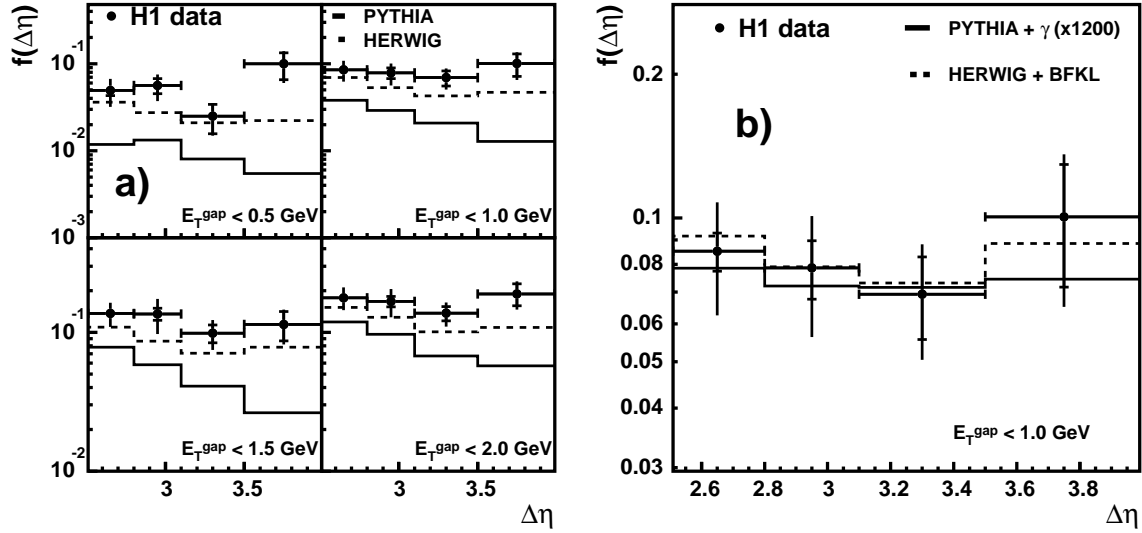 f(Δη)
H1 data
PYTHIA
HERWIG
10⁻¹
10⁻²
10⁻³
a)
E_T^gap < 0.5 GeV
E_T^gap < 1.0 GeV
10⁻¹
10⁻²
E_T^gap < 1.5 GeV
E_T^gap < 2.0 GeV
3 3.5 3 3.5
Δη
f(Δη)
H1 data
PYTHIA + γ (x1200)
HERWIG + BFKL
b)
0.2
0.1
0.08
0.06
0.05
0.04
0.03
E_T^gap < 1.0 GeV
2.6 2.8 3 3.2 3.4 3.6 3.8
Δη